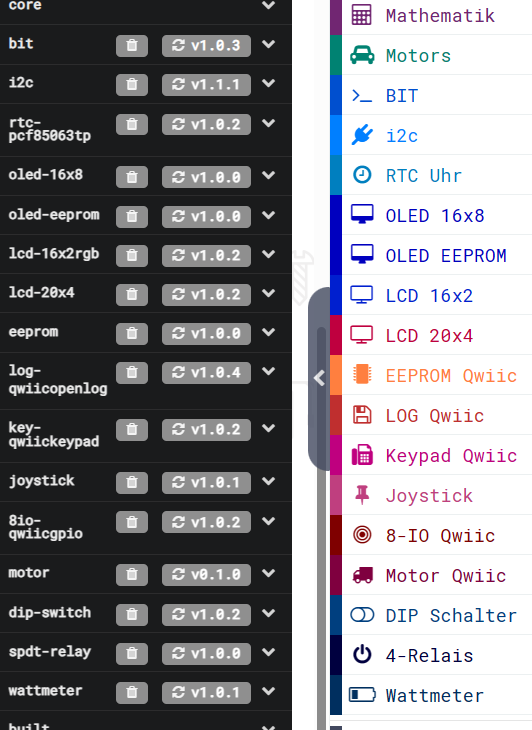 core
bit
v1.0.3
i2c
v1.1.1
rtc-
pcf85063tp
v1.0.2
oled-16x8
v1.0.0
oled-eeprom
v1.0.0
lcd-16x2rgb
v1.0.2
lcd-20x4
v1.0.2
eeprom
v1.0.0
log-
qwiicopenlog
v1.0.4
key-
qwiickeypad
v1.0.2
joystick
v1.0.1
8io-
qwiicgpio
v1.0.2
motor
v0.1.0
dip-switch
v1.0.2
spdt-relay
v1.0.0
wattmeter
v1.0.1
built
Mathematik
Motors
BIT
i2c
RTC Uhr
OLED 16x8
OLED EEPROM
LCD 16x2
LCD 20x4
EEPROM Qwiic
LOG Qwiic
Keypad Qwiic
Joystick
8-IO Qwiic
Motor Qwiic
DIP Schalter
4-Relais
Wattmeter